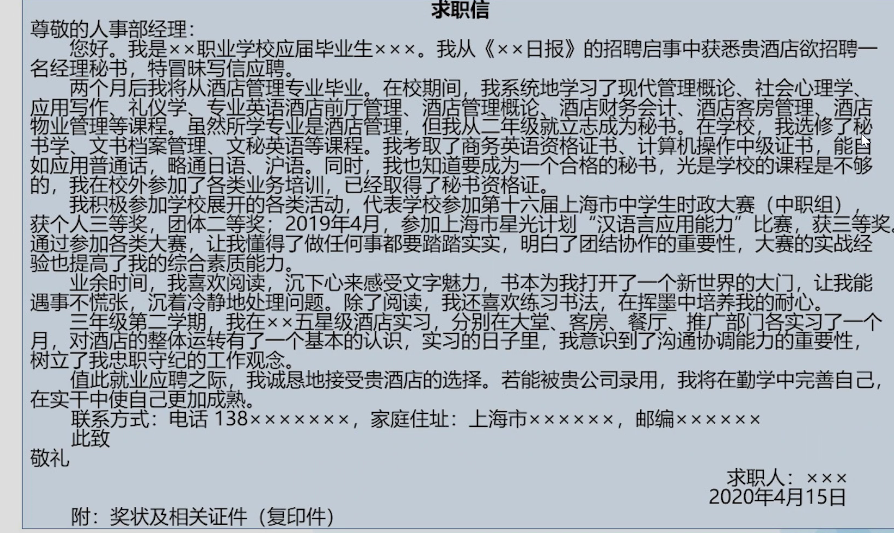 求职信
尊敬的人事部经理：
您好。我是××职业学校应届毕业生×××。我从《××日报》的招聘启事中获悉贵酒店欲招聘一
名经理秘书，特冒昧写信应聘。
两个月后我将从酒店管理专业毕业。在校期间，我系统地学习了现代管理概论、社会心理学、
应用写作、礼仪学、专业英语酒店前厅管理、酒店管理概论、酒店财务会计、酒店客房管理、酒店
物业管理等课程。虽然所学专业是酒店管理，但我从二年级就立志成为秘书。在学校，我选修了秘
书学、文书档案管理、文秘英语等课程。我考取了商务英语资格证书、计算机操作中级证书，能自
如应用普通话，略通日语、沪语。同时，我也知道要成为一个合格的秘书，光是学校的课程是不够
的，我在校外参加了各类业务培训，已经取得了秘书资格证。
我积极参加学校展开的各类活动，代表学校参加第十六届上海市中学生时政大赛（中职组），
获个人三等奖，团体二等奖；2019年4月，参加上海市星光计划“汉语言应用能力”比赛，获三等奖。
通过参加各类大赛，让我懂得了做任何事都要踏踏实实，明白了团结协作的重要性，大赛的实战经
验也提高了我的综合素质能力。
业余时间，我喜欢阅读，沉下心来感受文字魅力，书本为我打开了一个新世界的大门，让我能
遇事不慌张，沉着冷静地处理问题。除了阅读，我还喜欢练习书法，在挥墨中培养我的耐心。
三年级第二学期，我在××五星级酒店实习，分别在大堂、客房、餐厅、推广部门各实习了一个
月，对酒店的整体运转有了一个基本的认识，实习的日子里，我意识到了沟通协调能力的重要性，
树立了我忠职守纪的工作观念。
值此就业应聘之际，我诚恳地接受贵酒店的选择。若能被贵公司录用，我将在勤学中完善自己，
在实干中使自己更加成熟。
联系方式：电话 138×××××××，家庭住址：上海市××××××，邮编××××××
此致
敬礼
求职人：×××
2020年4月15日
附：奖状及相关证件（复印件）